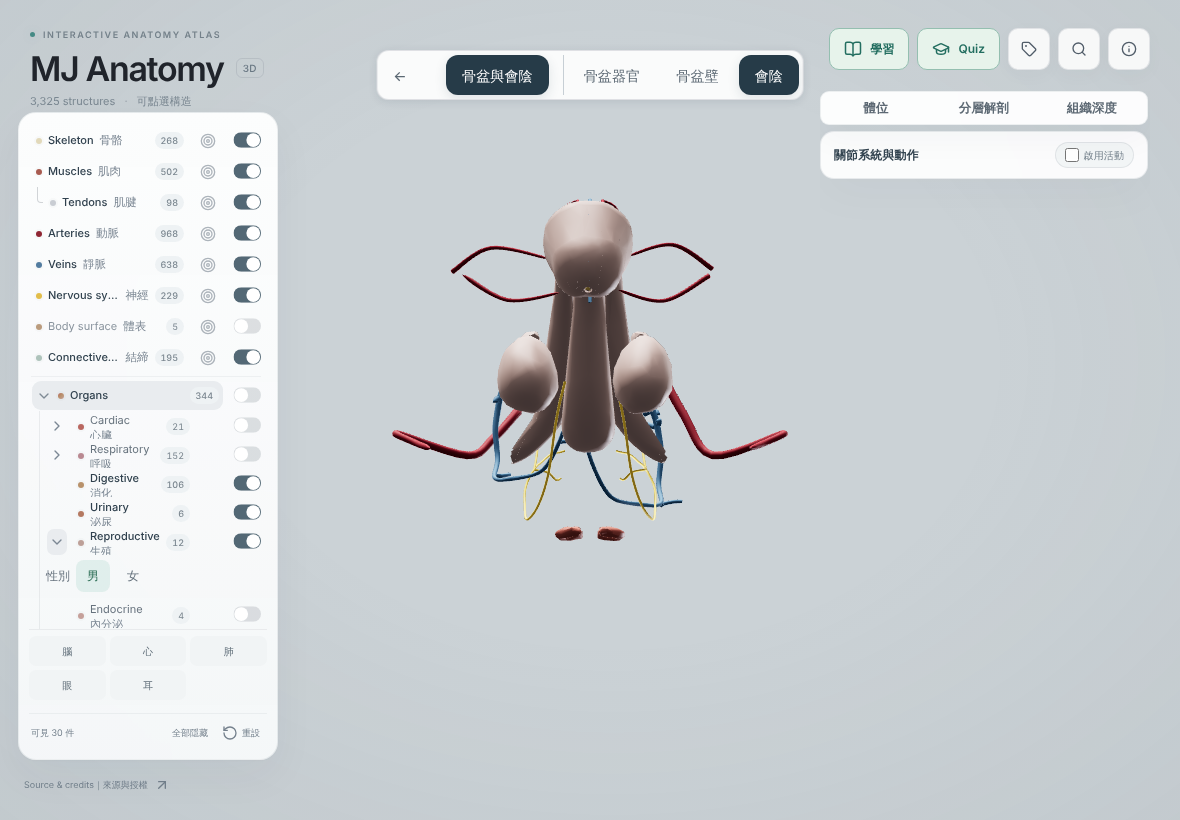 INTERACTIVE ANATOMY ATLAS
MJ Anatomy 3D
3,325 structures · 可點選構造
Skeleton 骨骼 268
Muscles 肌肉 502
Tendons 肌腱 98
Arteries 動脈 968
Veins 靜脈 638
Nervous sy... 神經 229
Body surface 體表 5
Connective... 結締 195
Organs 344
Cardiac 21
心臟
Respiratory 152
呼吸
Digestive 106
消化
Urinary 6
泌尿
Reproductive 12
生殖
性別 男 女
Endocrine 4
內分泌
腦 心 肺
眼 耳
可見 30 件 全部隱藏 重設
Source & credits | 來源與授權
← 骨盆與會陰 骨盆器官 骨盆壁 會陰
學習 Quiz
體位 分層解剖 組織深度
關節系統與動作 啟用活動